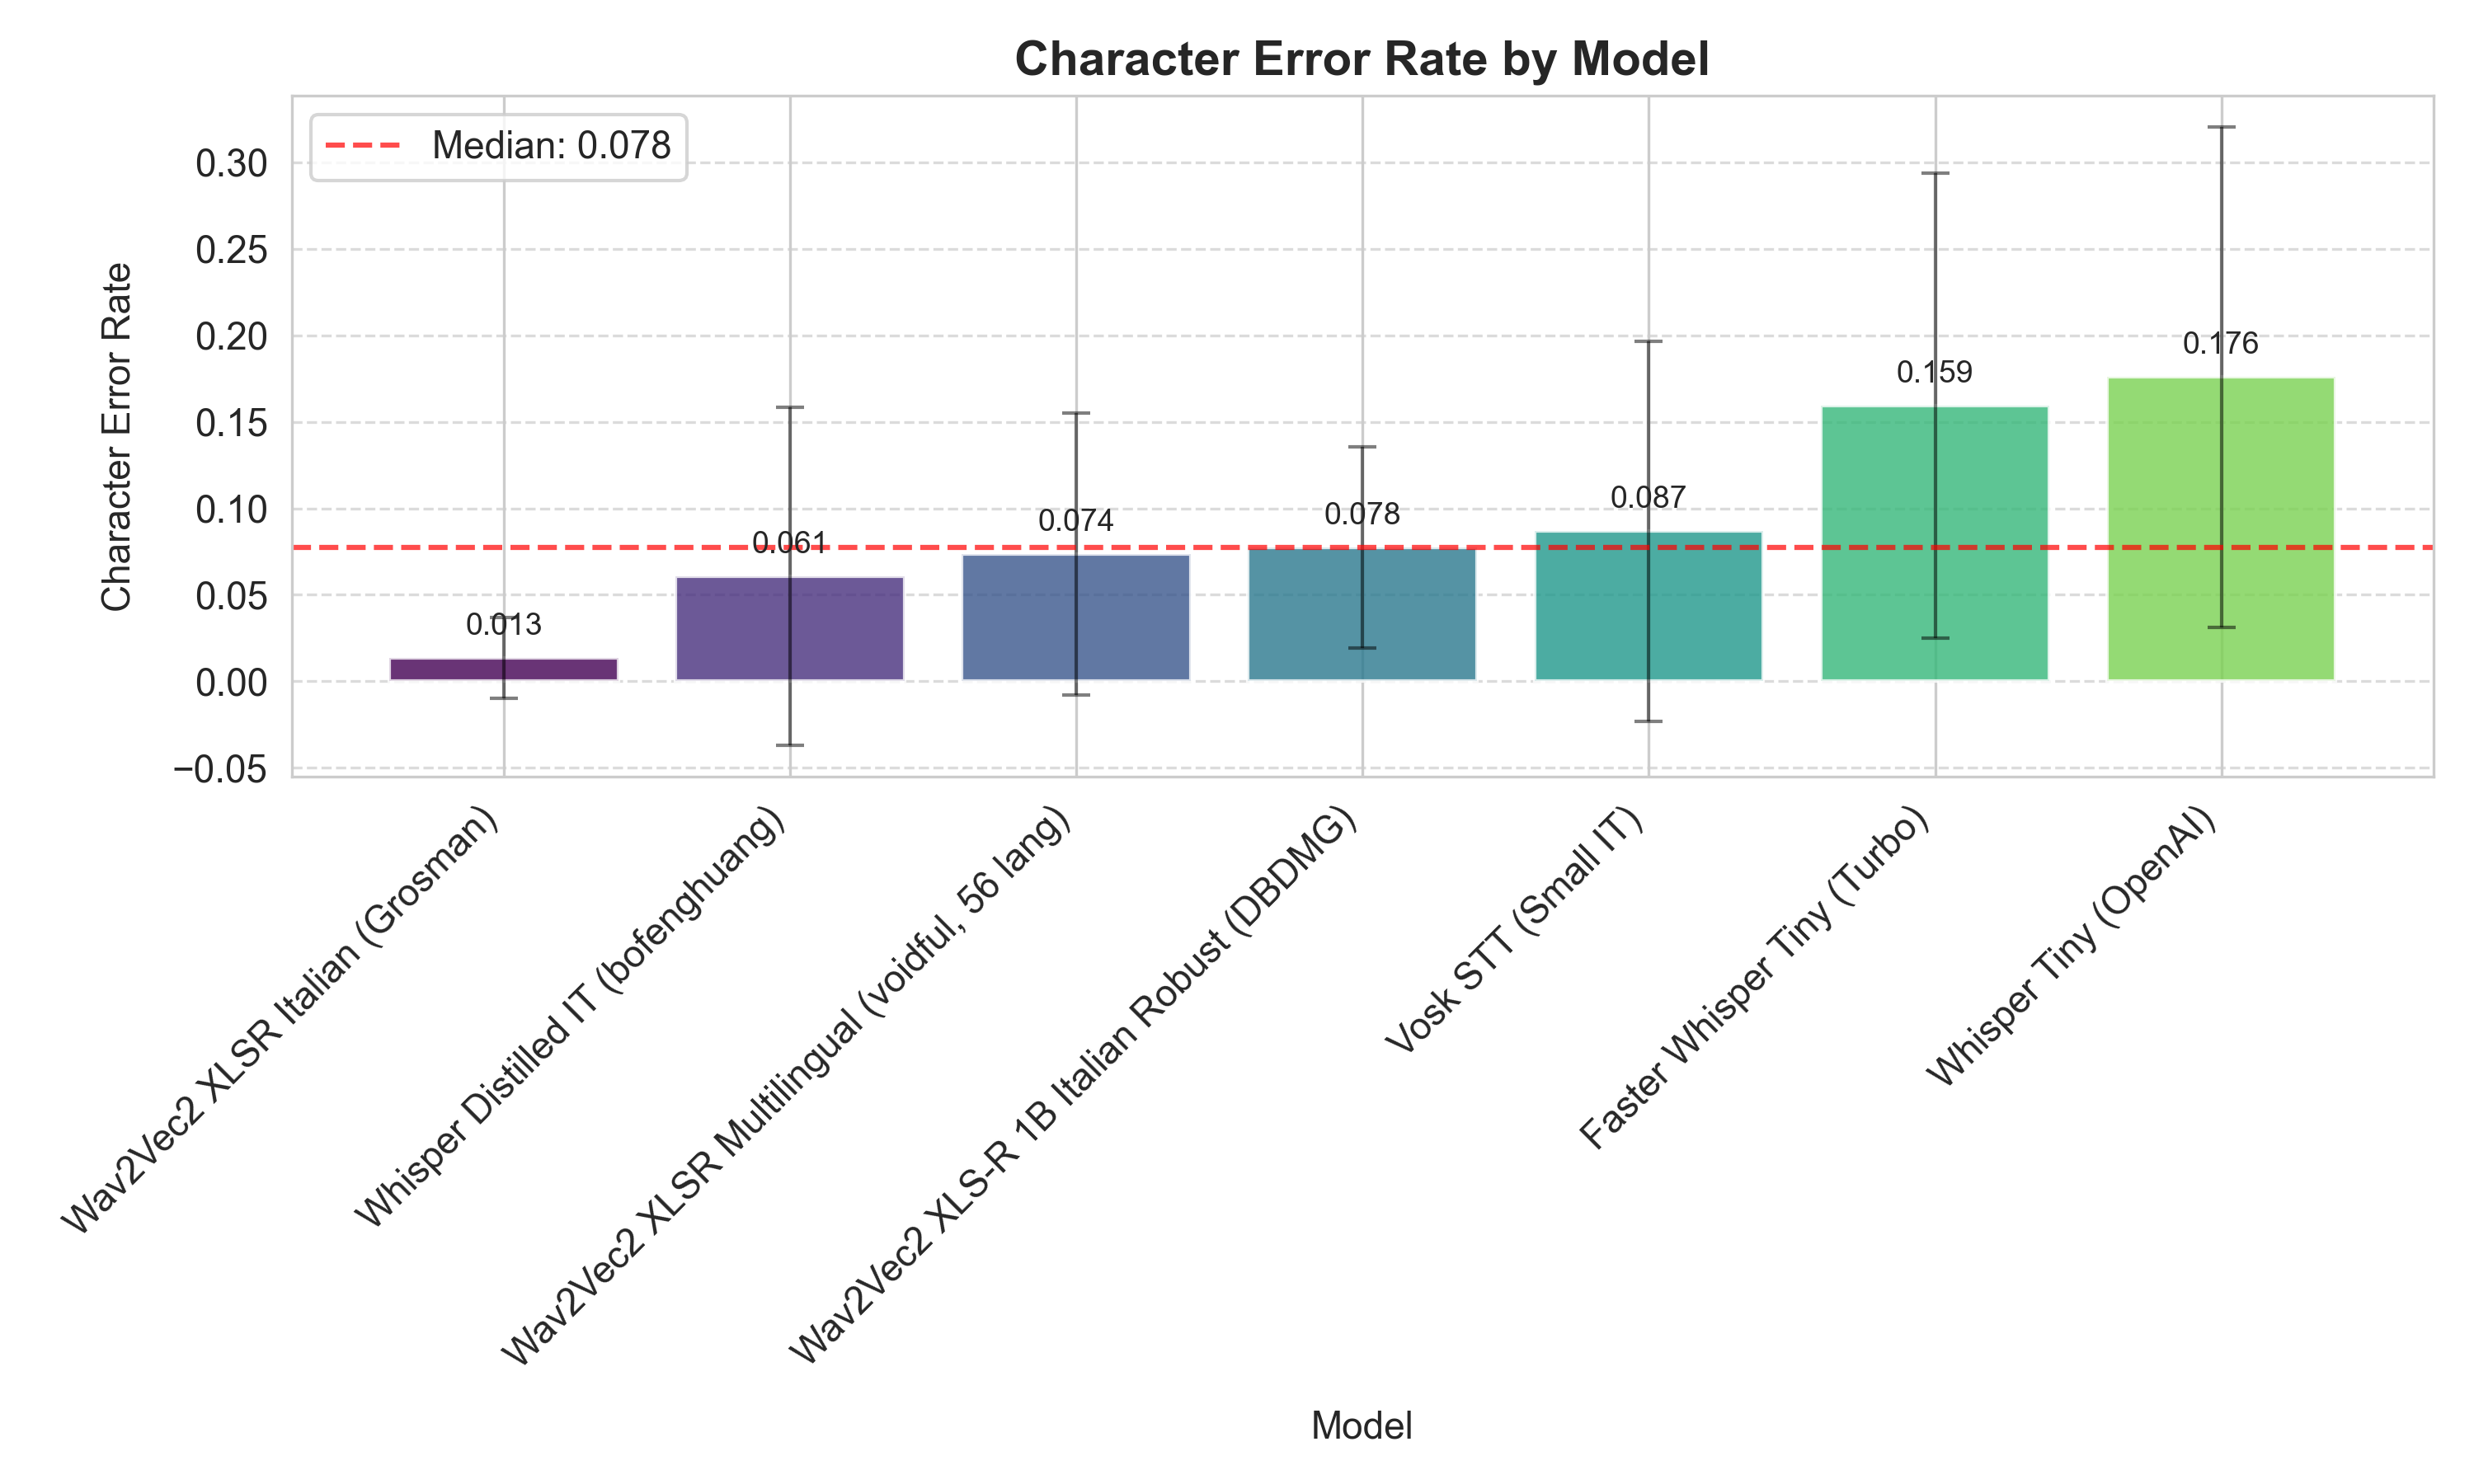 Character Error Rate by Model
Median: 0.078
Character Error Rate
0.30
0.25
0.20
0.15
0.10
0.05
0.00
−0.05
0.013
0.061
0.074
0.078
0.087
0.159
0.176
Wav2Vec2 XLSR Italian (Grosman)
Whisper Distilled IT (bofenghuang)
Wav2Vec2 XLSR Multilingual (voidful, 56 lang)
Wav2Vec2 XLS-R 1B Italian Robust (DBDMG)
Vosk STT (Small IT)
Faster Whisper Tiny (Turbo)
Whisper Tiny (OpenAI)
Model